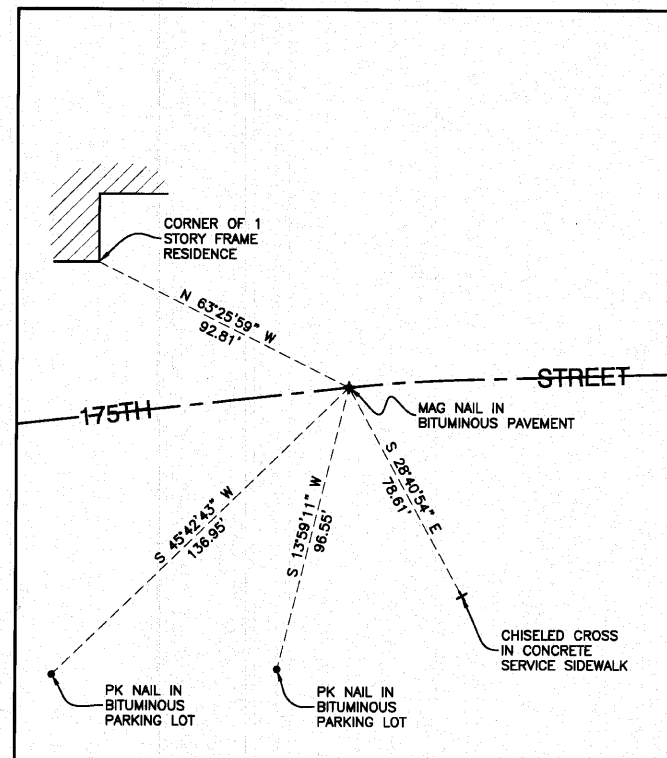 CORNER OF 1
STORY FRAME
RESIDENCE
N 63°25'59" W
92.81'
175TH
STREET
MAG NAIL IN
BITUMINOUS PAVEMENT
S 45°42'43" W
136.95'
S 13°59'11" W
96.55'
S 28°40'54" E
78.61'
CHISELED CROSS
IN CONCRETE
SERVICE SIDEWALK
PK NAIL IN
BITUMINOUS
PARKING LOT
PK NAIL IN
BITUMINOUS
PARKING LOT